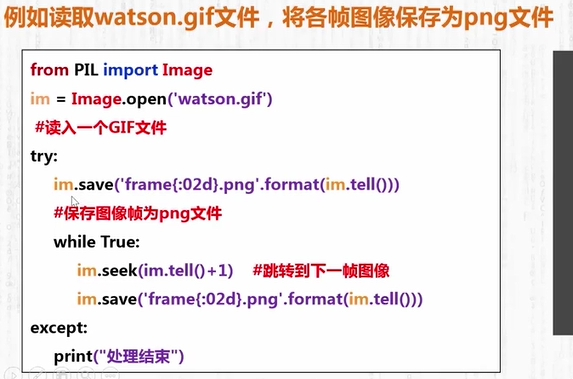 例如读取watson.gif文件，将各帧图像保存为png文件
from PIL import Image
im = Image.open('watson.gif')
#读入一个GIF文件
try:
im.save('frame{:02d}.png'.format(im.tell()))
#保存图像帧为png文件
while True:
im.seek(im.tell()+1) #跳转到下一帧图像
im.save('frame{:02d}.png'.format(im.tell()))
except:
print("处理结束")